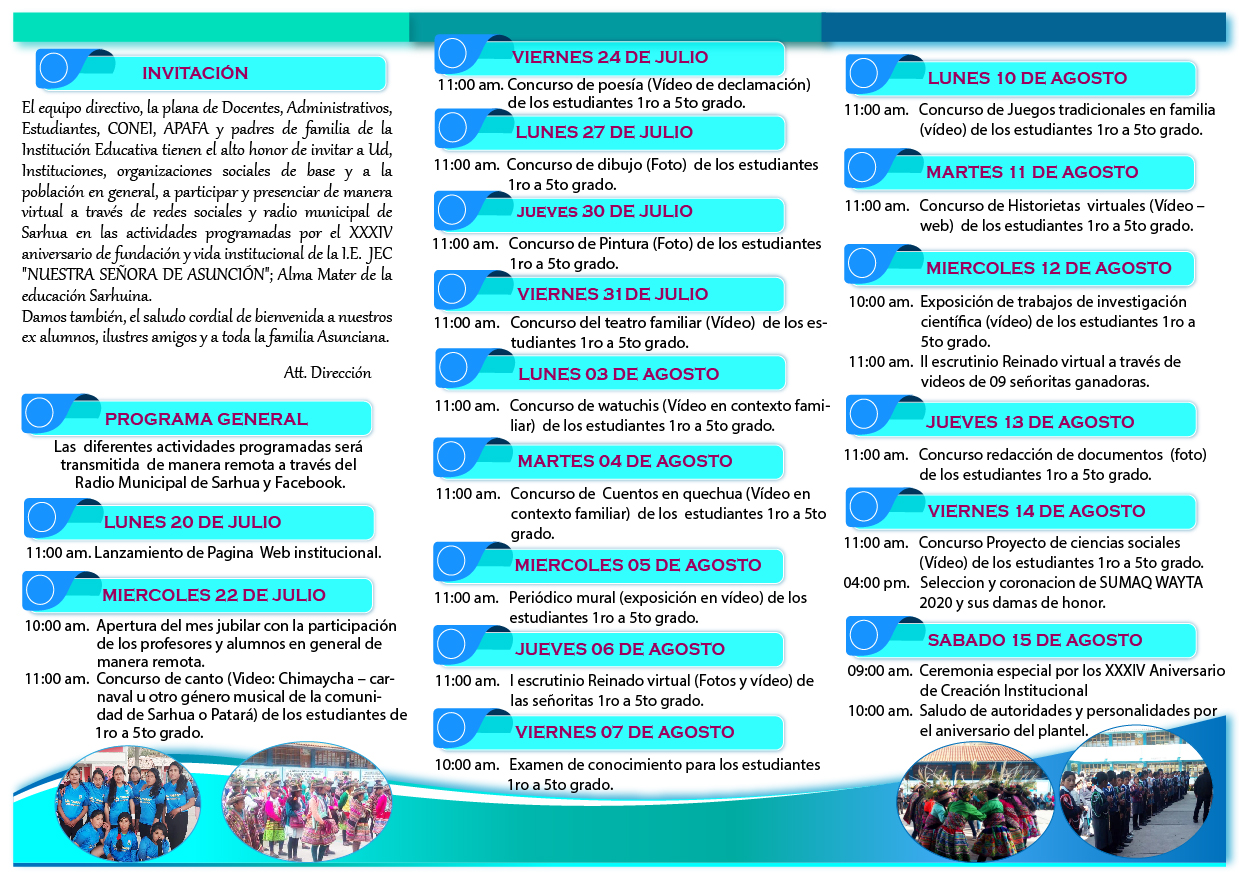 INVITACIÓN
El equipo directivo, la plana de Docentes, Administrativos,
Estudiantes, CONEI, APAFA y padres de familia de la
Institución Educativa tienen el alto honor de invitar a Ud,
Instituciones, organizaciones sociales de base y a la
población en general, a participar y presenciar de manera
virtual a través de redes sociales y radio municipal de
Sarhua en las actividades programadas por el XXXIV
aniversario de fundación y vida institucional de la I.E. JEC
"NUESTRA SEÑORA DE ASUNCIÓN"; Alma Mater de la
educación Sarhuina.
Damos también, el saludo cordial de bienvenida a nuestros
ex alumnos, ilustres amigos y a toda la familia Asunciana.
Att. Dirección
PROGRAMA GENERAL
Las diferentes actividades programadas será
transmitida de manera remota a través del
Radio Municipal de Sarhua y Facebook.
LUNES 20 DE JULIO
11:00 am. Lanzamiento de Pagina Web institucional.
MIERCOLES 22 DE JULIO
10:00 am. Apertura del mes jubilar con la participación
de los profesores y alumnos en general de
manera remota.
11:00 am. Concurso de canto (Video: Chimaycha – car-
naval u otro género musical de la comuni-
dad de Sarhua o Patará) de los estudiantes de
1ro a 5to grado.
VIERNES 24 DE JULIO
11:00 am. Concurso de poesía (Vídeo de declamación)
de los estudiantes 1ro a 5to grado.
LUNES 27 DE JULIO
11:00 am. Concurso de dibujo (Foto) de los estudiantes
1ro a 5to grado.
JUEVES 30 DE JULIO
11:00 am. Concurso de Pintura (Foto) de los estudiantes
1ro a 5to grado.
VIERNES 31 DE JULIO
11:00 am. Concurso del teatro familiar (Vídeo) de los es-
tudiantes 1ro a 5to grado.
LUNES 03 DE AGOSTO
11:00 am. Concurso de watuchis (Vídeo en contexto fami-
liar) de los estudiantes 1ro a 5to grado.
MARTES 04 DE AGOSTO
11:00 am. Concurso de Cuentos en quechua (Vídeo en
contexto familiar) de los estudiantes 1ro a 5to
grado.
MIERCOLES 05 DE AGOSTO
11:00 am. Periódico mural (exposición en vídeo) de los
estudiantes 1ro a 5to grado.
JUEVES 06 DE AGOSTO
11:00 am. I escrutinio Reinado virtual (Fotos y vídeo) de
las señoritas 1ro a 5to grado.
VIERNES 07 DE AGOSTO
10:00 am. Examen de conocimiento para los estudiantes
1ro a 5to grado.
LUNES 10 DE AGOSTO
11:00 am. Concurso de Juegos tradicionales en familia
(vídeo) de los estudiantes 1ro a 5to grado.
MARTES 11 DE AGOSTO
11:00 am. Concurso de Historietas virtuales (Vídeo –
web) de los estudiantes 1ro a 5to grado.
MIERCOLES 12 DE AGOSTO
10:00 am. Exposición de trabajos de investigación
científica (vídeo) de los estudiantes 1ro a
5to grado.
11:00 am. II escrutinio Reinado virtual a través de
videos de 09 señoritas ganadoras.
JUEVES 13 DE AGOSTO
11:00 am. Concurso redacción de documentos (foto)
de los estudiantes 1ro a 5to grado.
VIERNES 14 DE AGOSTO
11:00 am. Concurso Proyecto de ciencias sociales
(Vídeo) de los estudiantes 1ro a 5to grado.
04:00 pm. Seleccion y coronacion de SUMAQ WAYTA
2020 y sus damas de honor.
SABADO 15 DE AGOSTO
09:00 am. Ceremonia especial por los XXXIV Aniversario
de Creación Institucional
10:00 am. Saludo de autoridades y personalidades por
el aniversario del plantel.